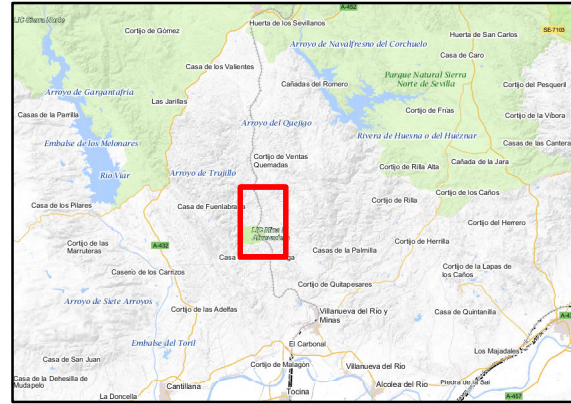 LIC Sierra Norte
A-452
Huerta de los Sevillanos
Cortijo de Gómez
Huerta de San Carlos
SE-7103
Arroyo de Navalfresno del Corchuelo
Casa de Caro
Casa de los Valientes
Parque Natural Sierra
Norte de Sevilla
Cañadas del Romero
Cortijo del Pesqueril
Arroyo de Gargantafría
Las Jarillas
Casas de la Parrilla
Cortijo de Frías
Cortijo de la Víbora
Arroyo del Quejigo
Rivera de Huesna o del Huéznar
Embalse de los Melonares
Casas de las Cantera
Cortijo de Ventas
Quemadas
Cañada de la Jara
Río Viar
Arroyo de Trujillo
Cortijo de Rilla Alta
Cortijo de los Caños
Casa de los Pilares
Casa de Fuenlabrada
Cortijo de Rilla
Cortijo del Herrero
LIC Mina
A-432
Cortijo de las
Marruteras
Casas de la Palmilla
Cortijo de Herrilla
Casa
Cortijo de la Lapas de
los Caños
Caseño de los Carrizos
Cortijo de Quitapesares
Arroyo de Siete Arroyos
Cortijo de las Adelfas
Villanueva del Río y
Minas
Casa de Quintanilla
Embalse del Toril
El Carbonal
Los Majadales
Casa de San Juan
Cortijo de Malagón
Villanueva del Río
Casa de la Dehesilla de
Mudapelo
Cantillana
Alcolea del Río
La Doncella
Tocina
A-457